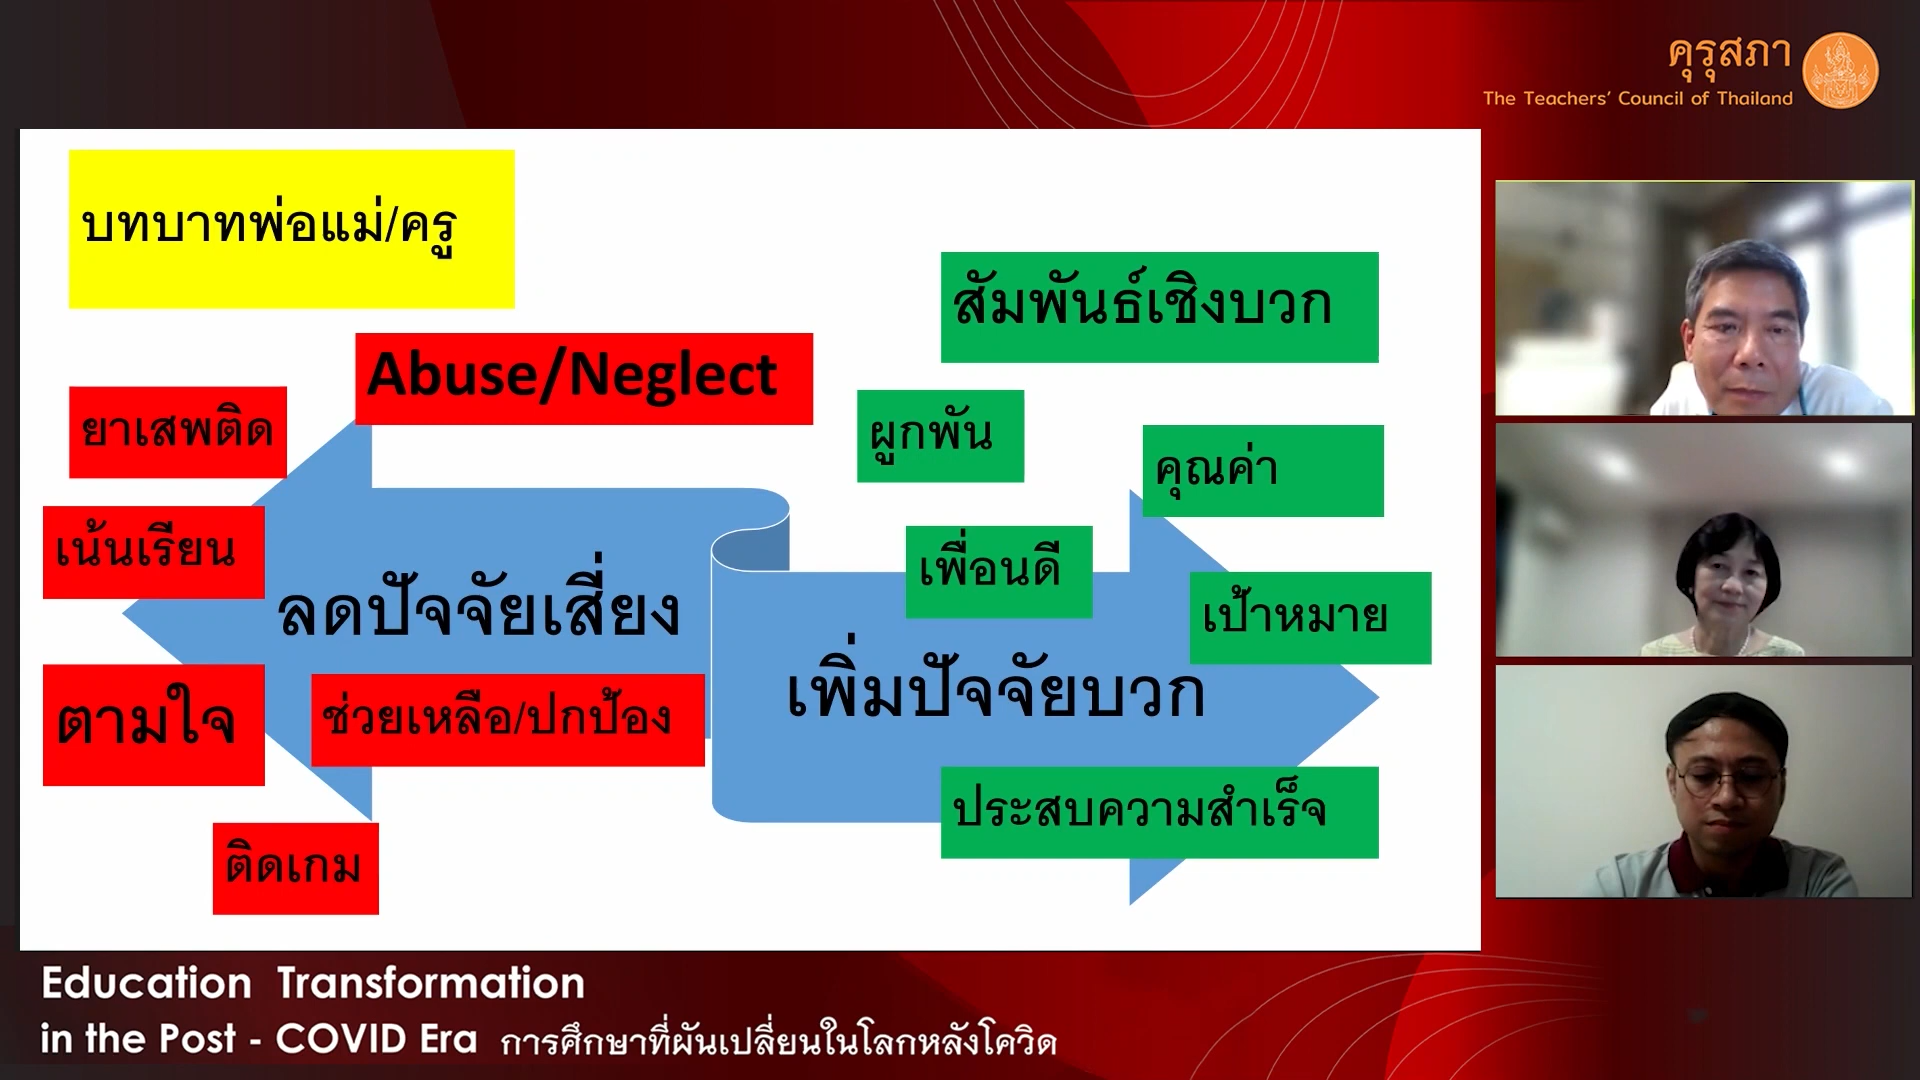 คุรุสภา
The Teachers' Council of Thailand
บทบาทพ่อแม่/ครู
สัมพันธ์เชิงบวก
Abuse/Neglect
ยาเสพติด
ผูกพัน
คุณค่า
เน้นเรียน
เพื่อนดี
ลดปัจจัยเสี่ยง
เป้าหมาย
ตามใจ
ช่วยเหลือ/ปกป้อง
เพิ่มปัจจัยบวก
ประสบความสำเร็จ
ติดเกม
Education Transformation
in the Post - COVID Era การศึกษาที่ผันเปลี่ยนในโลกหลังโควิด